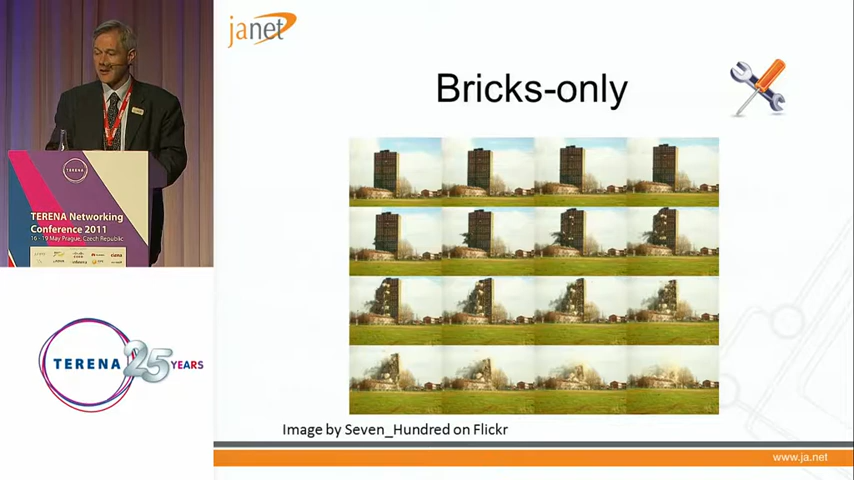 TERENA
TERENA Networking
Conference 2011
16 - 19 May Prague, Czech Republic
TERENA 25 YEARS
janet
Bricks-only
Image by Seven_Hundred on Flickr
www.ja.net